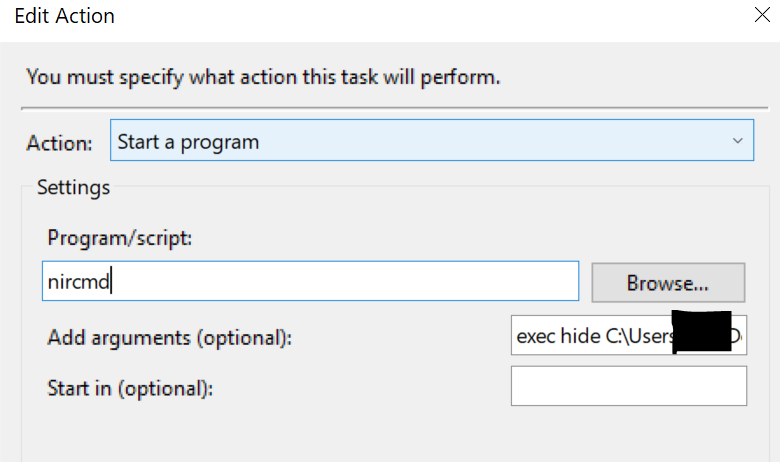 Edit Action
You must specify what action this task will perform.
Action: Start a program
Settings
Program/script:
nircmd Browse...
Add arguments (optional): exec hide C:\Users
Start in (optional):